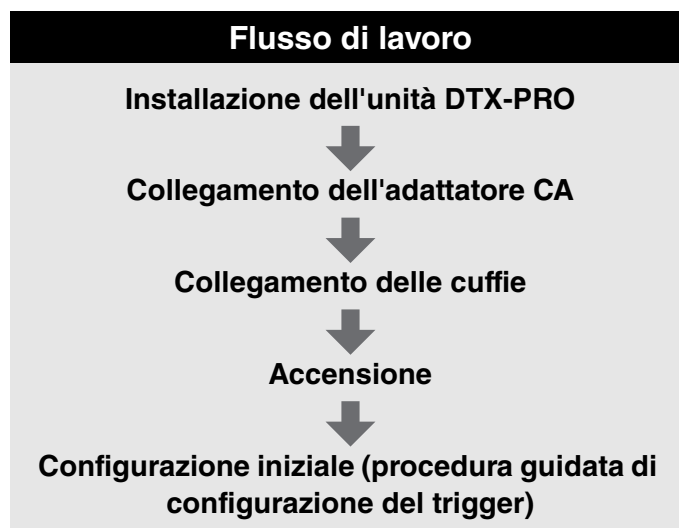 Flusso di lavoro
Installazione dell'unità DTX-PRO
Collegamento dell'adattatore CA
Collegamento delle cuffie
Accensione
Configurazione iniziale (procedura guidata di
configurazione del trigger)